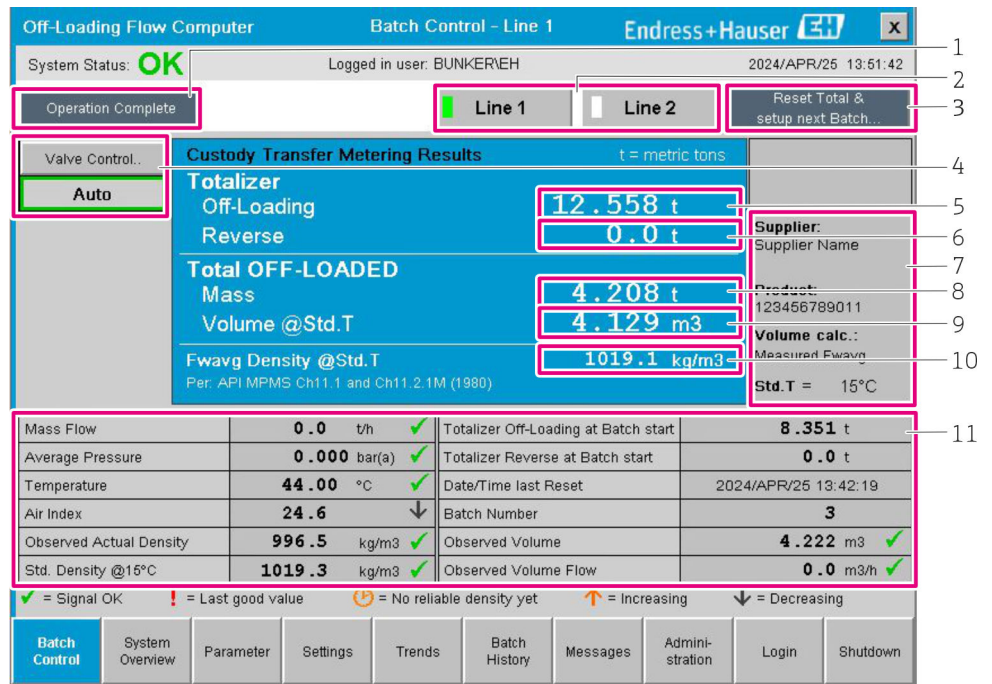 Off-Loading Flow Computer Batch Control - Line 1 Endress+Hauser EH X
System Status: OK Logged in user: BUNKER\EH 2024/APR/25 13:51:42
1
2
Operation Complete Line 1 Line 2 Reset Total &
setup next Batch...
3
Valve Control..
Auto
4
Custody Transfer Metering Results t = metric tons
Totalizer
Off-Loading 12.558 t
5
Reverse 0.0 t
6
Supplier:
Supplier Name
7
Total OFF-LOADED
Mass 4.208 t
8
Product:
123456789011
Volume @Std.T 4.129 m3
9
Volume calc.:
Measured Fwavg
Fwavg Density @Std.T 1019.1 kg/m3
10
Per: API MPMS Ch11.1 and Ch11.2.1M (1980)
Std.T = 15°C
Mass Flow 0.0 t/h ✓ Totalizer Off-Loading at Batch start 8.351 t
11
Average Pressure 0.000 bar(a) ✓ Totalizer Reverse at Batch start 0.0 t
Temperature 44.00 °C ✓ Date/Time last Reset 2024/APR/25 13:42:19
Air Index 24.6 ↓ Batch Number 3
Observed Actual Density 996.5 kg/m3 ✓ Observed Volume 4.222 m3 ✓
Std. Density @15°C 1019.3 kg/m3 ✓ Observed Volume Flow 0.0 m3/h ✓
✓ = Signal OK ! = Last good value = No reliable density yet ↑ = Increasing ↓ = Decreasing
Batch Control
System Overview
Parameter
Settings
Trends
Batch History
Messages
Admini-
stration
Login
Shutdown